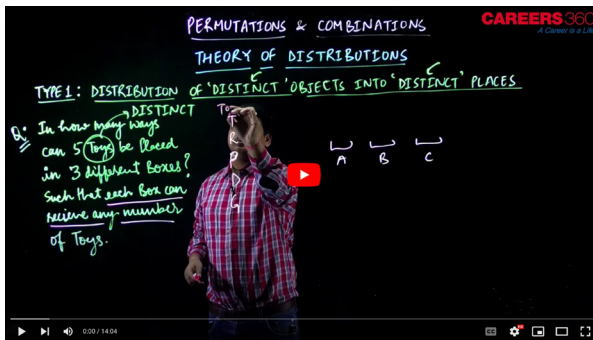 PERMUTATIONS & COMBINATIONS
CAREERS360
A Career is a Life
THEORY OF DISTRIBUTIONS
TYPE 1: DISTRIBUTION OF 'DISTINCT' OBJECTS INTO 'DISTINCT' PLACES
DISTINCT
Q: In how many ways
can 5 Toys be Placed
in 3 different Boxes?
Such that each Box can
recieve any number
of Toys.
To
T
R
B
D
G
A B C
0:00 / 14:04
CC